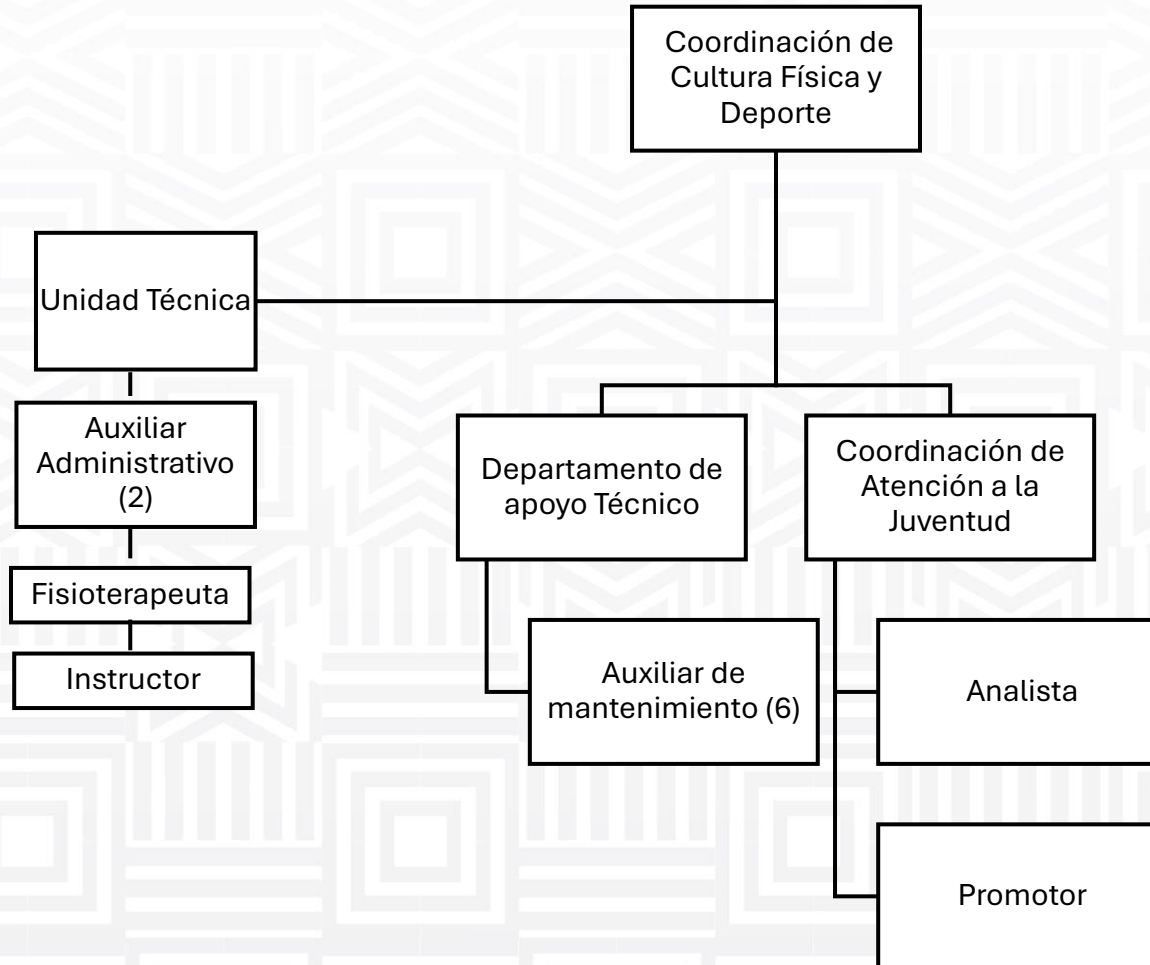 Coordinación de
Cultura Física y
Deporte
Unidad Técnica
Auxiliar
Administrativo
(2)
Fisioterapeuta
Instructor
Departamento de
apoyo Técnico
Auxiliar de
mantenimiento (6)
Coordinación de
Atención a la
Juventud
Analista
Promotor